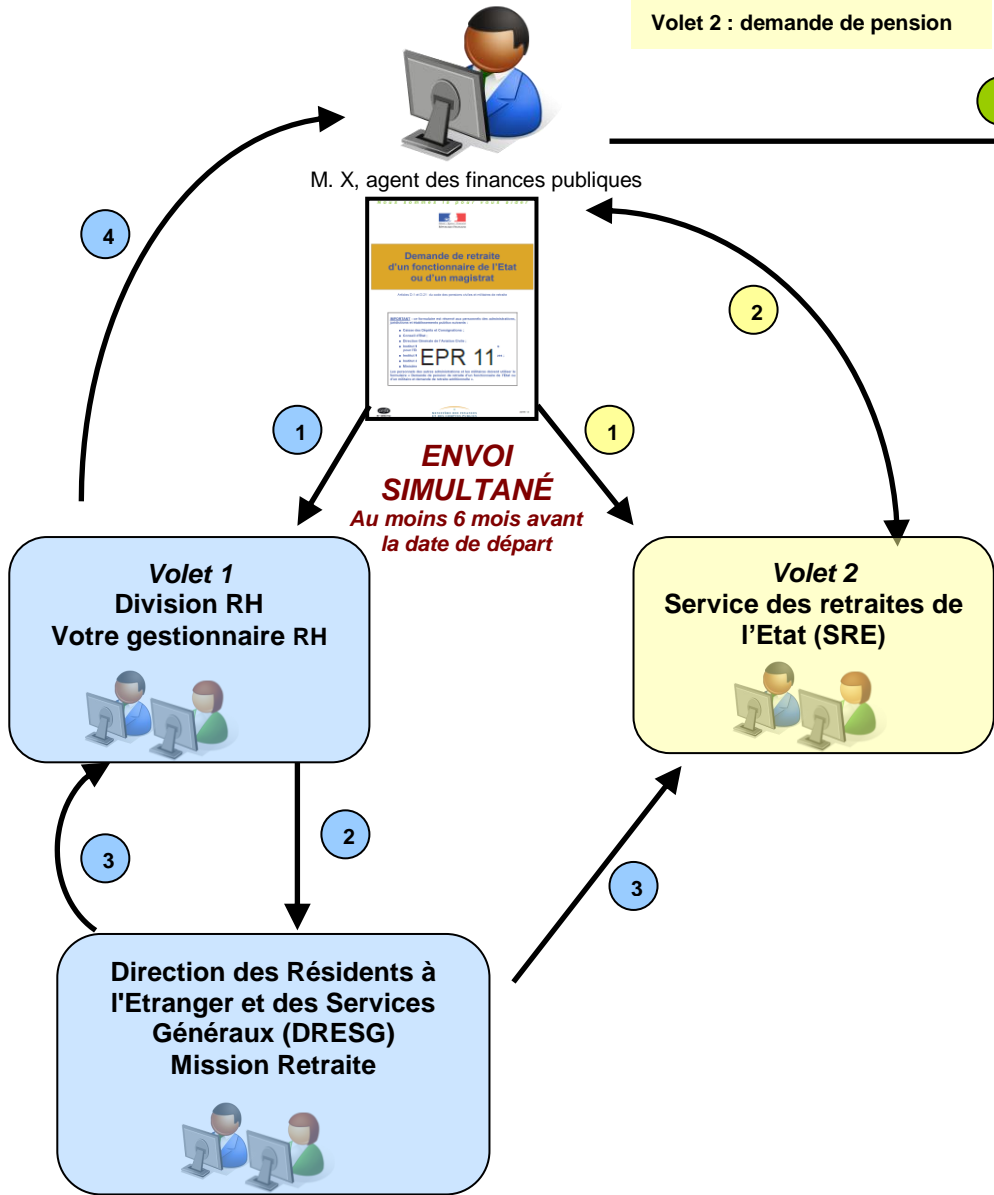 Volet 2 : demande de pension
M. X, agent des finances publiques
4
Demande de retraite
d'un fonctionnaire de l'Etat
ou d'un magistrat
EPR 11
2
1
1
ENVOI
SIMULTANÉ
Au moins 6 mois avant
la date de départ
Volet 1
Division RH
Votre gestionnaire RH
Volet 2
Service des retraites de
l'Etat (SRE)
3
2
3
Direction des Résidents à
l'Etranger et des Services
Généraux (DRESG)
Mission Retraite